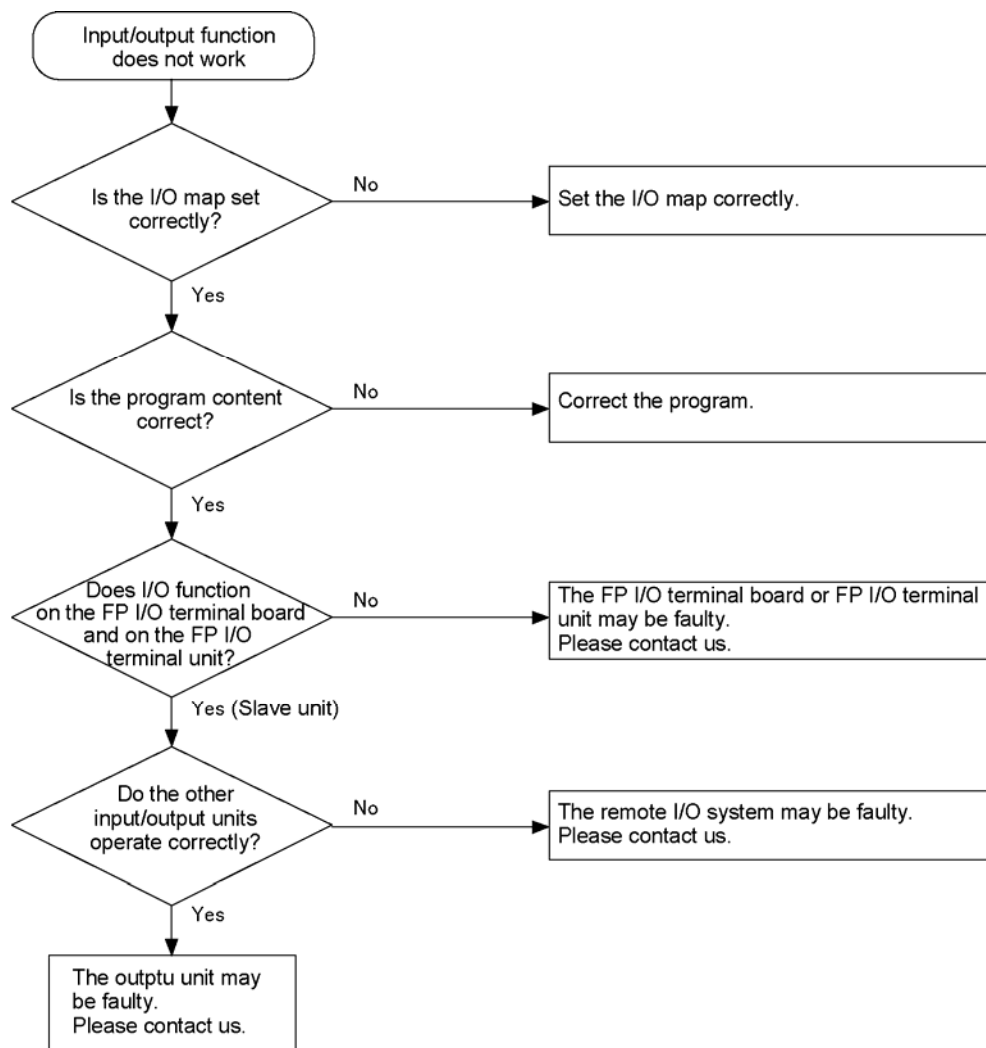 Input/output function
does not work
Is the I/O map set
correctly?
No
Set the I/O map correctly.
Yes
Is the program content
correct?
No
Correct the program.
Yes
Does I/O function
on the FP I/O terminal board
and on the FP I/O
terminal unit?
No
The FP I/O terminal board or FP I/O terminal
unit may be faulty.
Please contact us.
Yes (Slave unit)
Do the other
input/output units
operate correctly?
No
The remote I/O system may be faulty.
Please contact us.
Yes
The outptu unit may
be faulty.
Please contact us.